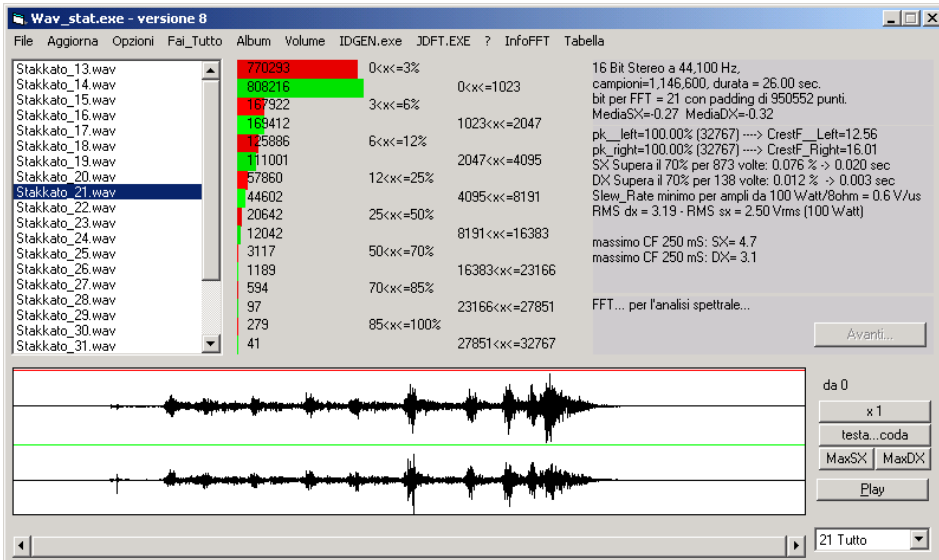 Wav_stat.exe - versione 8
File Aggiorna Opzioni Fai_Tutto Album Volume IDGEN.exe JDFT.EXE ? InfoFFT Tabella
Stakkato_13.wav
Stakkato_14.wav
Stakkato_15.wav
Stakkato_16.wav
Stakkato_17.wav
Stakkato_18.wav
Stakkato_19.wav
Stakkato_20.wav
Stakkato_21.wav
Stakkato_22.wav
Stakkato_23.wav
Stakkato_24.wav
Stakkato_25.wav
Stakkato_26.wav
Stakkato_27.wav
Stakkato_28.wav
Stakkato_29.wav
Stakkato_30.wav
Stakkato_31.wav
770293 0<x<=3%
808216 0<x<=1023
167922 3<x<=6%
169412 1023<x<=2047
125886 6<x<=12%
111001 2047<x<=4095
57860 12<x<=25%
44602 4095<x<=8191
20642 25<x<=50%
12042 8191<x<=16383
3117 50<x<=70%
1189 16383<x<=23166
594 70<x<=85%
97 23166<x<=27851
279 85<x<=100%
41 27851<x<=32767
16 Bit Stereo a 44,100 Hz,
campioni=1,146,600, durata = 26.00 sec.
bit per FFT = 21 con padding di 950552 punti.
MediaSX=-0.27 MediaDX=-0.32
pk__left=100.00% (32767) ----> CrestF__Left=12.56
pk_right=100.00% (32767) ----> CrestF_Right=16.01
SX Supera il 70% per 873 volte: 0.076 % -> 0.020 sec
DX Supera il 70% per 138 volte: 0.012 % -> 0.003 sec
Slew_Rate minimo per ampli da 100 Watt/8ohm = 0.6 V/us
RMS dx = 3.19 - RMS sx = 2.50 Vrms (100 Watt)
massimo CF 250 mS: SX= 4.7
massimo CF 250 mS: DX= 3.1
FFT... per l'analisi spettrale...
Avanti...
da 0
x 1
testa...coda
MaxSX MaxDX
Play
21 Tutto